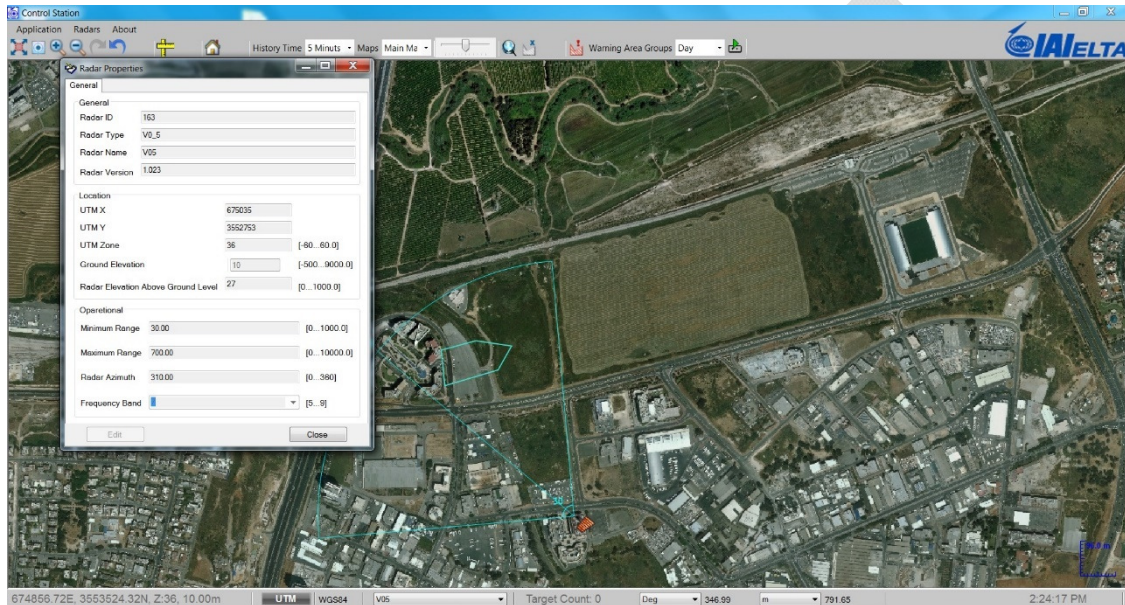 Control Station
Application Radars About
History Time 5 Minuts Maps Main Ma Warning Area Groups Day
IAI ELTA
Radar Properties
General
General
Radar ID 163
Radar Type V0_5
Radar Name V05
Radar Version 1.023
Location
UTM X 675035
UTM Y 3552753
UTM Zone 36 [-60...60.0]
Ground Elevation 10 [-500...9000.0]
Radar Elevation Above Ground Level 27 [0...1000.0]
Operetional
Minimum Range 30.00 [0...1000.0]
Maximum Range 700.00 [0...10000.0]
Radar Azimuth 310.00 [0...360]
Frequency Band [5...9]
Edit Close
674856.72E, 3553524.32N, Z:36, 10.00m UTM WGS84 V05 Target Count: 0 Deg 346.99 m 791.65 2:24:17 PM